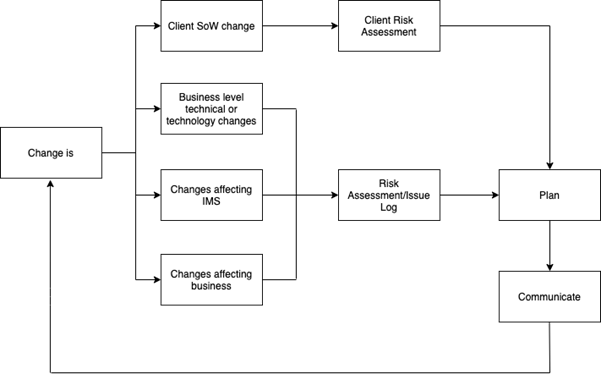 Client SoW change
Client Risk
Assessment
Business level
technical or
technology changes
Change is
Changes affecting
IMS
Risk
Assessment/Issue
Log
Plan
Changes affecting
business
Communicate